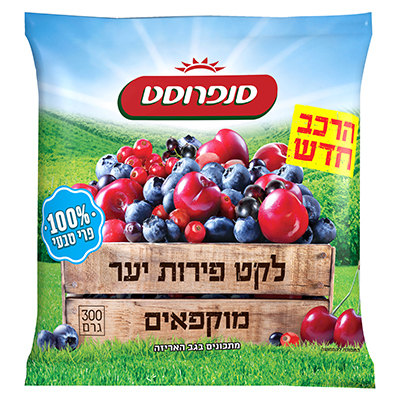 סנפרוסט
הרכב
חדש
100%
פרי טבעי
לקט פירות יער
מוקפאים
300
גרם
מתכונים בגב האריזה